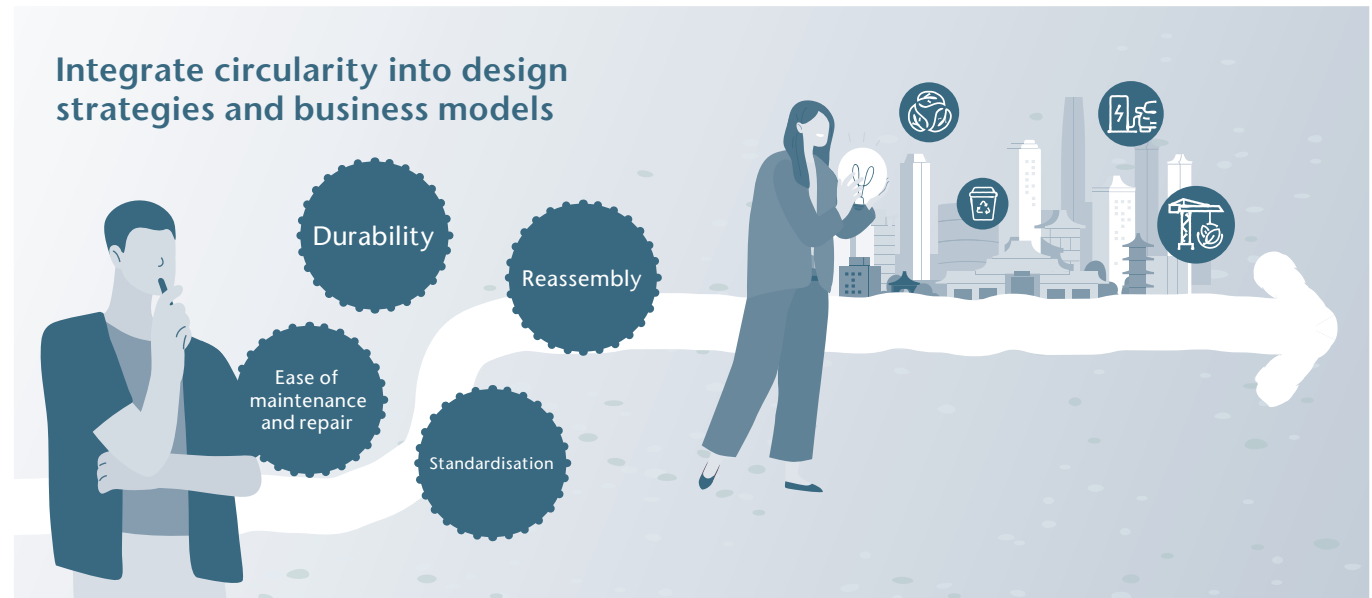 Integrate circularity into design
strategies and business models
Durability
Reassembly
Ease of
maintenance
and repair
Standardisation